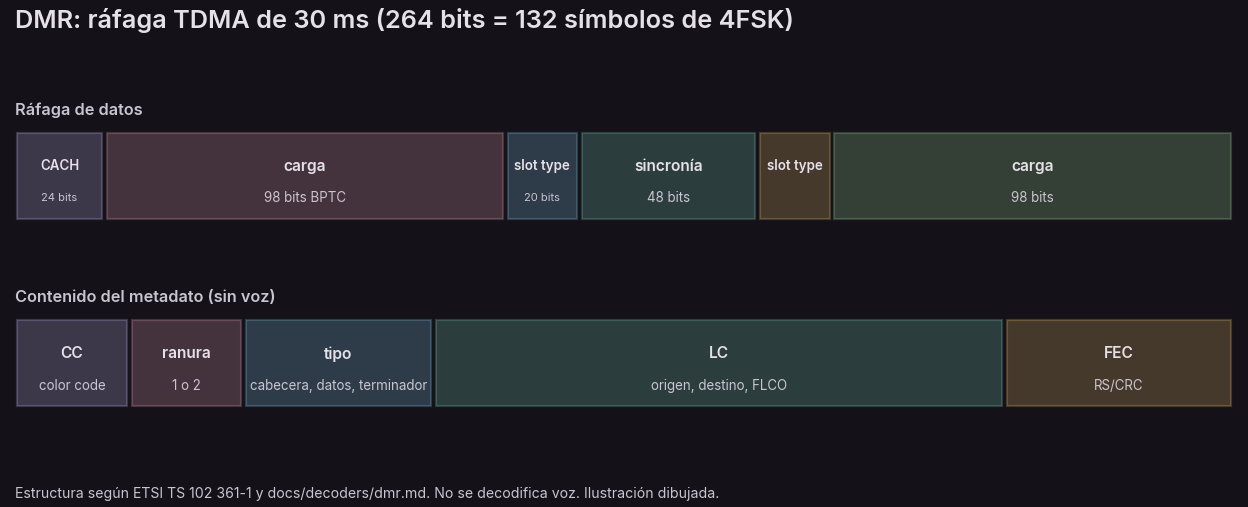 DMR: ráfaga TDMA de 30 ms (264 bits = 132 símbolos de 4FSK)
Ráfaga de datos
CACH carga slot type sincronía slot type carga
24 bits 98 bits BPTC 20 bits 48 bits 98 bits
Contenido del metadato (sin voz)
CC ranura tipo LC FEC
color code 1 o 2 cabecera, datos, terminador origen, destino, FLCO RS/CRC
Estructura según ETSI TS 102 361-1 y docs/decoders/dmr.md. No se decodifica voz. Ilustración dibujada.